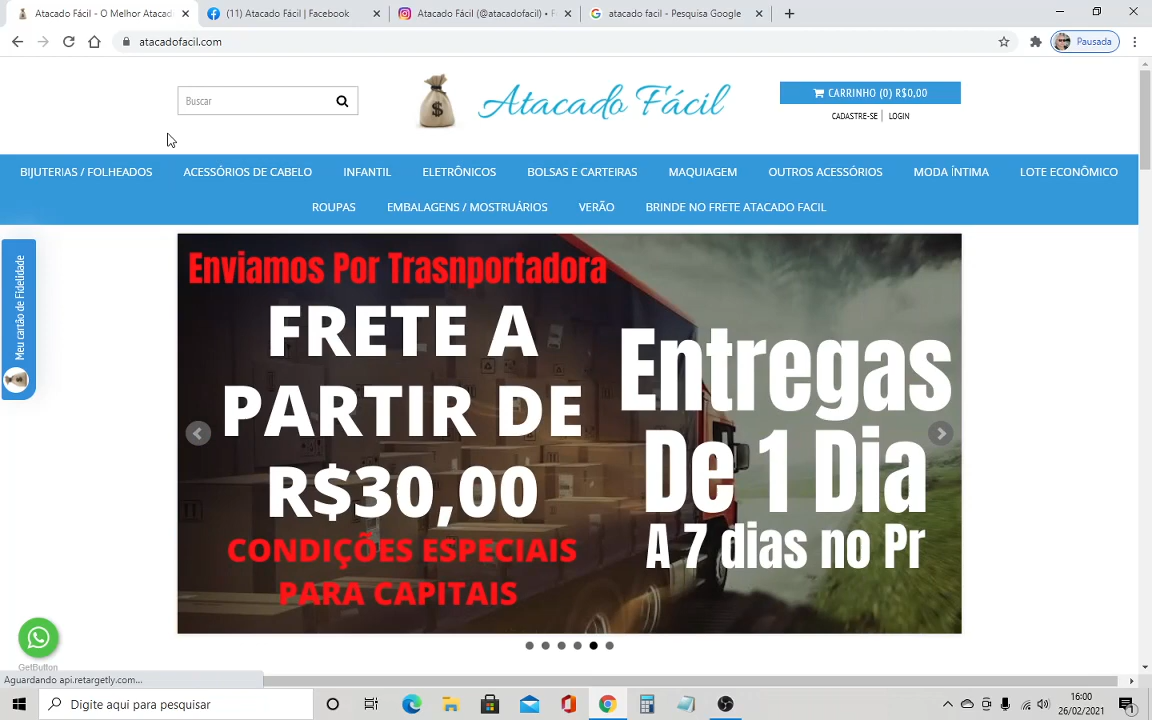 Atacado Fácil - O Melhor Atacad
(11) Atacado Fácil | Facebook
Atacado Fácil (@atacadofacil) • F
atacado facil - Pesquisa Google
atacadofacil.com
Pausada
Buscar
$
Atacado Fácil
CARRINHO (0) R$0,00
CADASTRE-SE | LOGIN
BIJUTERIAS / FOLHEADOS ACESSÓRIOS DE CABELO INFANTIL ELETRÔNICOS BOLSAS E CARTEIRAS MAQUIAGEM OUTROS ACESSÓRIOS MODA ÍNTIMA LOTE ECONÔMICO
ROUPAS EMBALAGENS / MOSTRUÁRIOS VERÃO BRINDE NO FRETE ATACADO FACIL
Meu cartão de Fidelidade
Enviamos Por Trasnportadora
FRETE A
PARTIR DE
R$30,00
CONDIÇÕES ESPECIAIS
PARA CAPITAIS
Entregas
De 1 Dia
A 7 dias no Pr
GetButton
Aguardando api.retargetly.com...
Digite aqui para pesquisar
16:00
26/02/2021
1